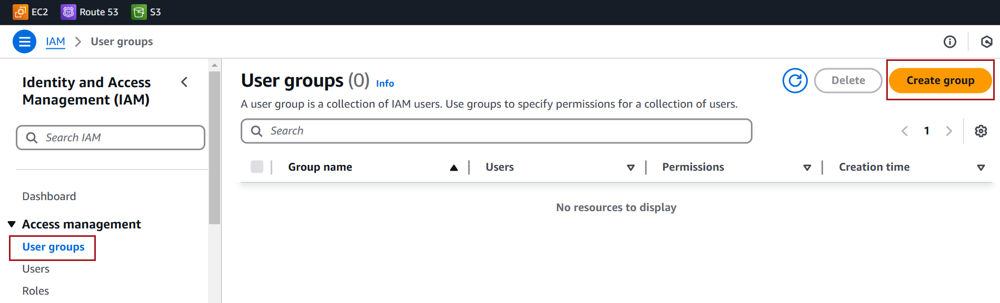 EC2 Route 53 S3
IAM > User groups
Identity and Access
Management (IAM)
Search IAM
Dashboard
Access management
User groups
Users
Roles
User groups (0) Info
Delete
Create group
A user group is a collection of IAM users. Use groups to specify permissions for a collection of users.
Search
1
Group name Users Permissions Creation time
No resources to display